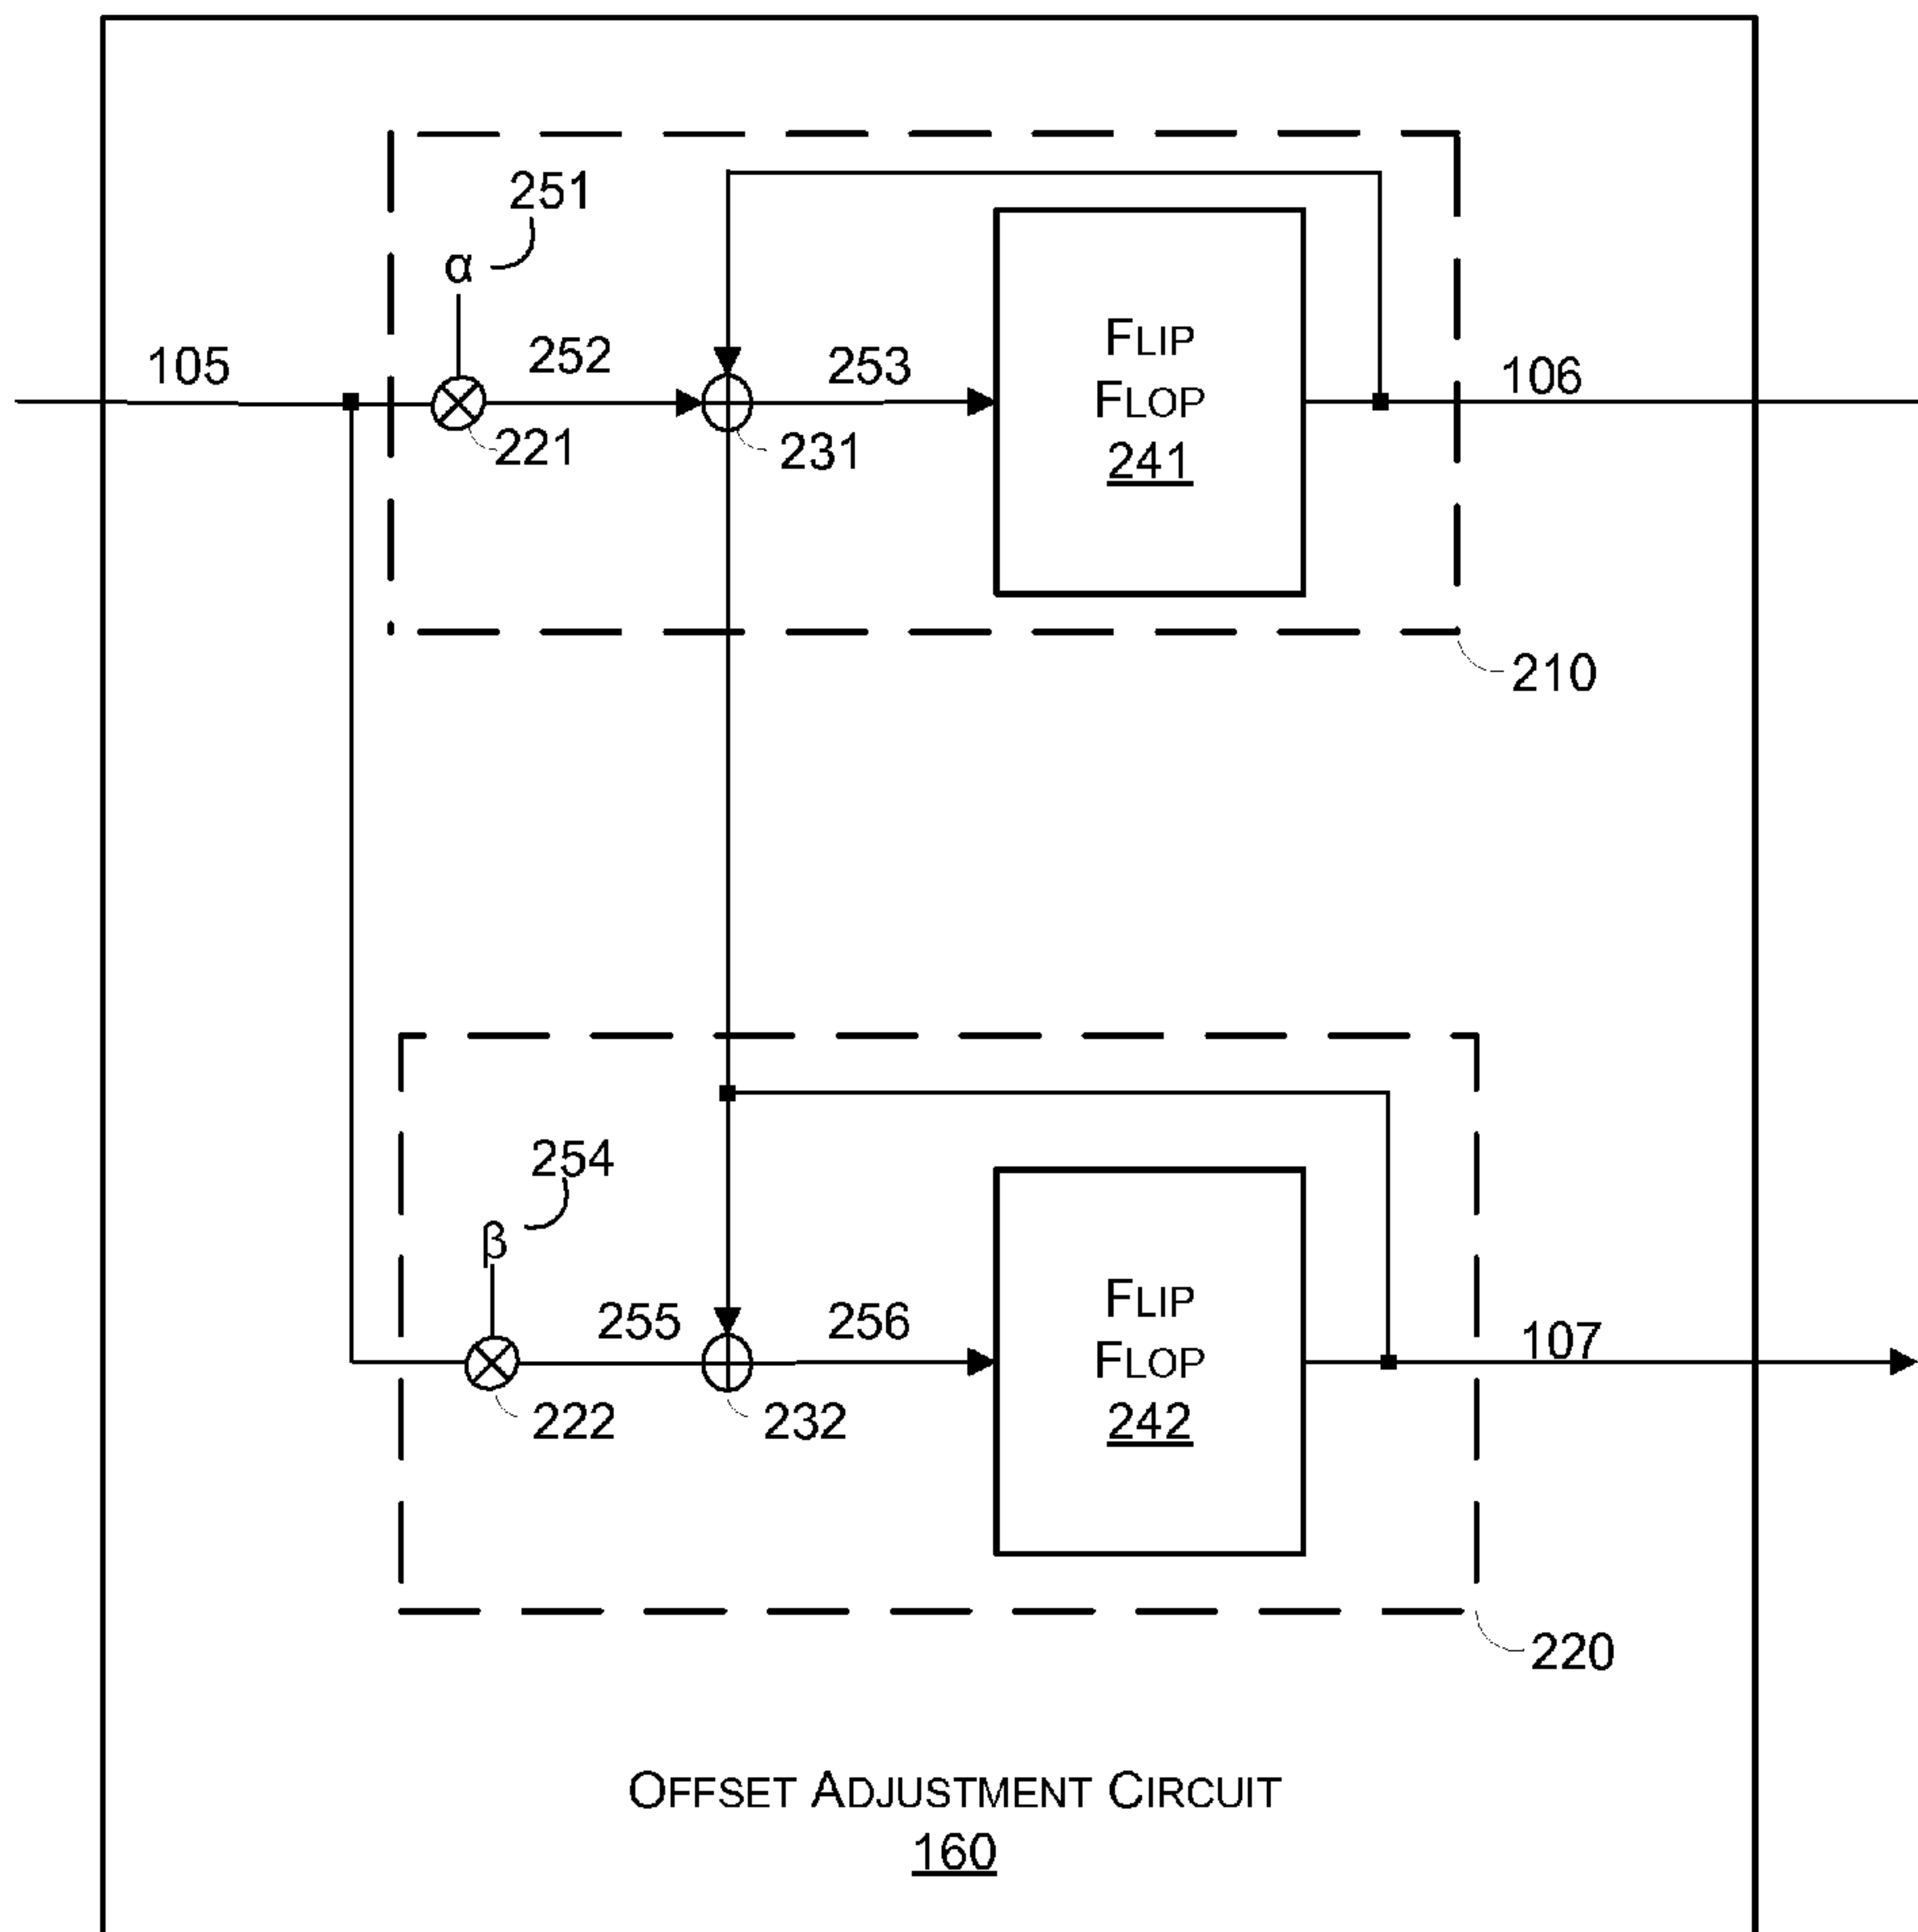 251
α
105
252
253
FLIP
FLOP
241
106
221
231
210
254
β
255
256
FLIP
FLOP
242
107
222
232
220
OFFSET ADJUSTMENT CIRCUIT
160